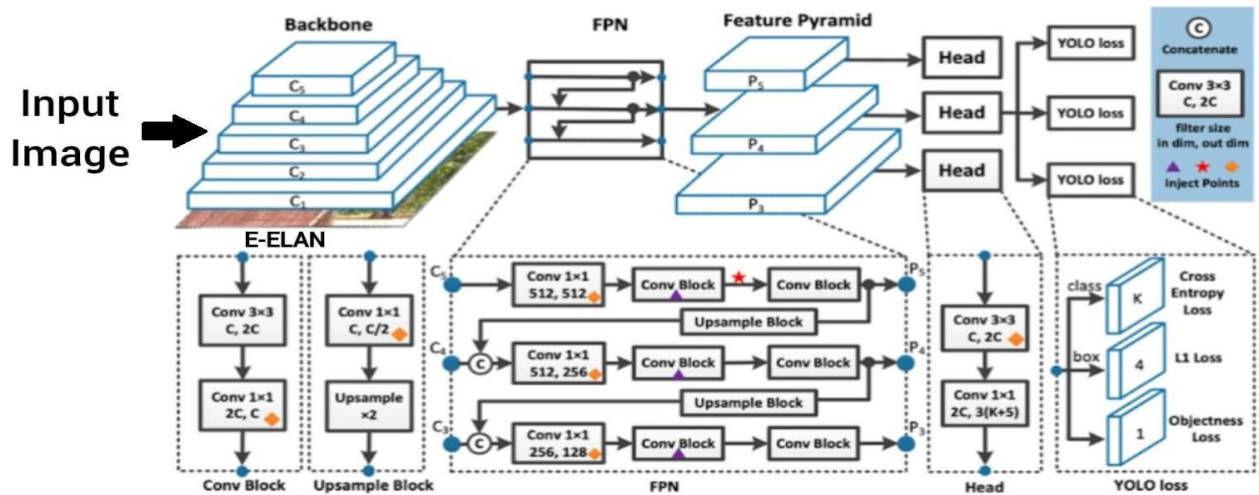 Backbone
FPN
Feature Pyramid
Input
Image
C5
C4
C3
C2
C1
E-ELAN
P5
P4
P3
Head
Head
Head
YOLO loss
YOLO loss
YOLO loss
C
Concatenate
Conv 3×3
C, 2C
filter size
in dim, out dim
Inject Points
Conv 3×3
C, 2C
Conv 1×1
2C, C
Conv Block
Conv 1×1
C, C/2
Upsample
×2
Upsample Block
C5
Conv 1×1
512, 512
Conv Block
Conv Block
P5
Upsample Block
C4
C
Conv 1×1
512, 256
Conv Block
Conv Block
P4
Upsample Block
C3
C
Conv 1×1
256, 128
Conv Block
Conv Block
P3
FPN
Conv 3×3
C, 2C
Conv 1×1
2C, 3(K+5)
Head
class
K
Cross
Entropy
Loss
box
4
L1 Loss
1
Objectness
Loss
YOLO loss